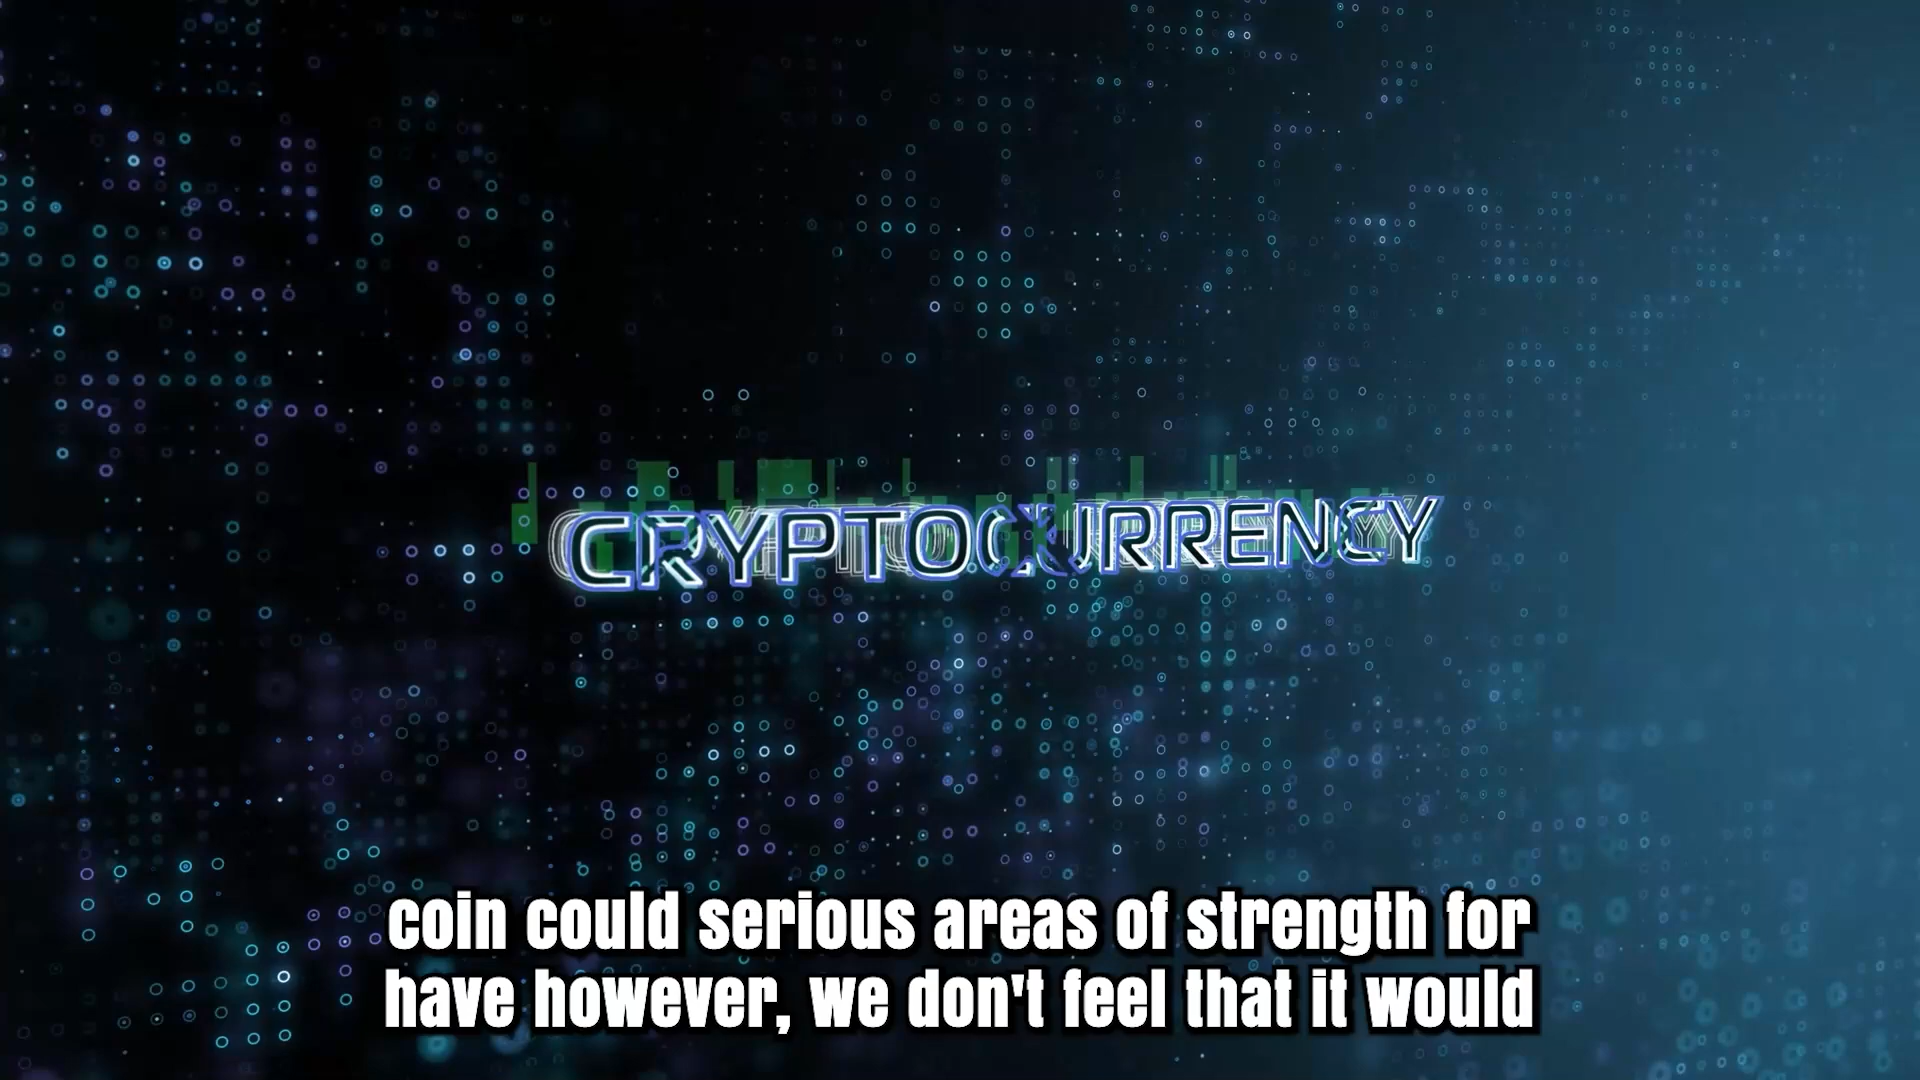 CRYPTOCURRENCY
coin could serious areas of strength for
have however, we don't feel that it would